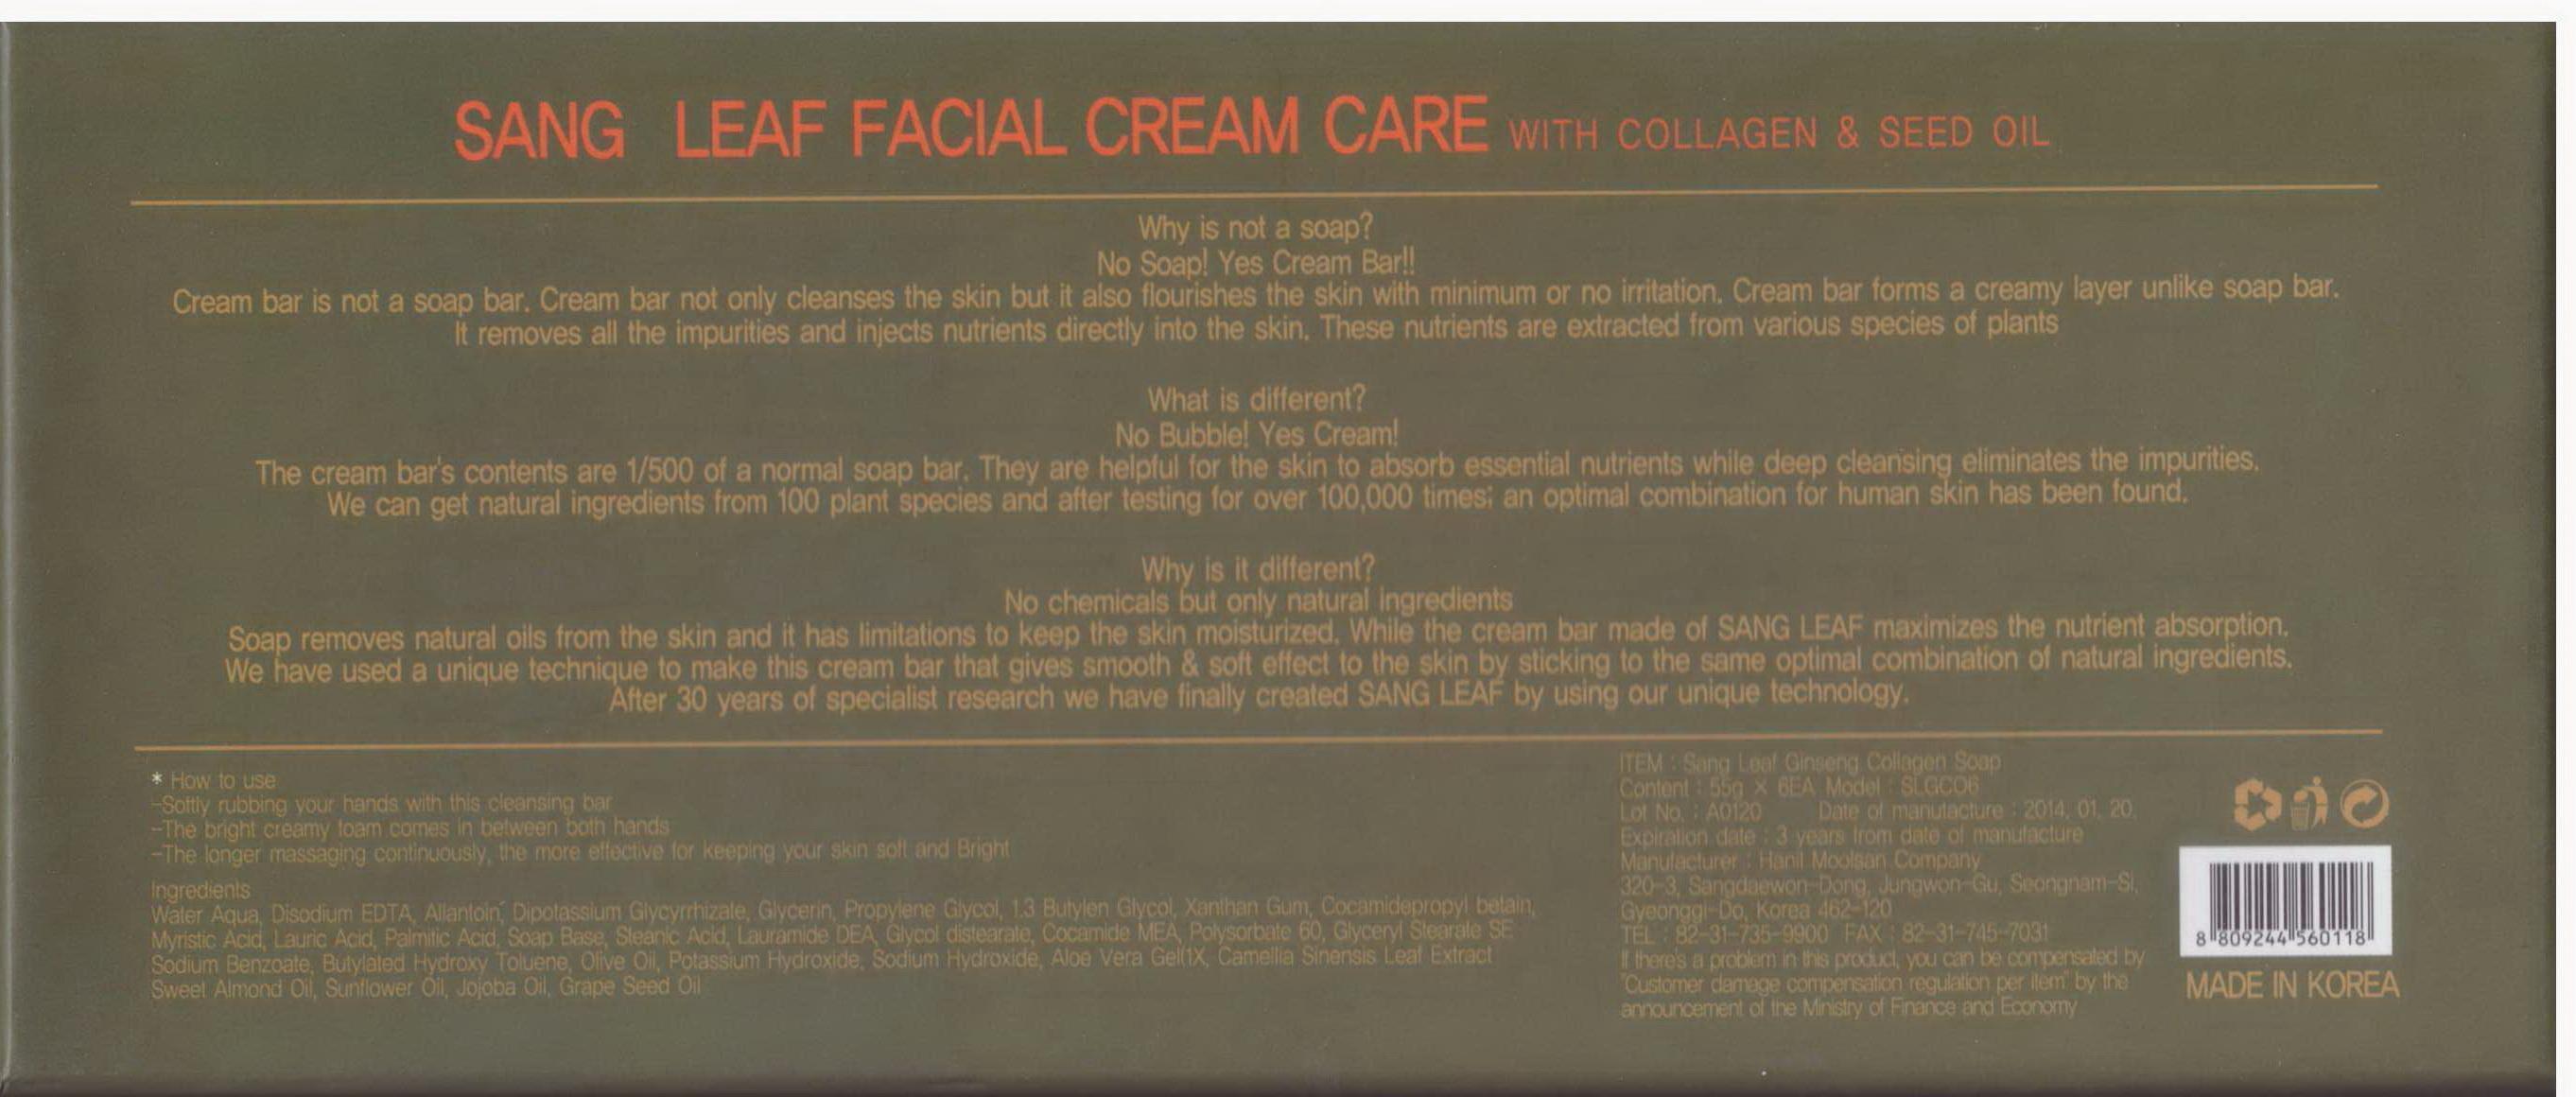 SANG LEAF FACIAL CREAM CARE WITH COLLAGEN & SEED OIL
Why is not a soap?
No Soap! Yes Cream Bar!!
Cream bar is not a soap bar. Cream bar not only cleanses the skin but it also flourishes the skin with minimum or no irritation. Cream bar forms a creamy layer unlike soap bar.
It removes all the impurities and injects nutrients directly into the skin. These nutrients are extracted from various species of plants
What is different?
No Bubble! Yes Cream!
The cream bar's contents are 1/500 of a normal soap bar. They are helpful for the skin to absorb essential nutrients while deep cleansing eliminates the impurities.
We can get natural ingredients from 100 plant species and after testing for over 100,000 times; an optimal combination for human skin has been found.
Why is it different?
No chemicals but only natural ingredients
Soap removes natural oils from the skin and it has limitations to keep the skin moisturized. While the cream bar made of SANG LEAF maximizes the nutrient absorption.
We have used a unique technique to make this cream bar that gives smooth & soft effect to the skin by sticking to the same optimal combination of natural ingredients.
After 30 years of specialist research we have finally created SANG LEAF by using our unique technology.
* How to use
-Softly rubbing your hands with this cleansing bar
-The bright creamy foam comes in between both hands
-The longer massaging continuously, the more effective for keeping your skin soft and Bright
Ingredients
Water Aqua, Disodium EDTA, Allantoin, Dipotassium Glycyrrhizate, Glycerin, Propylene Glycol, 1.3 Butylen Glycol, Xanthan Gum, Cocamidepropyl betain,
Myristic Acid, Lauric Acid, Palmitic Acid, Soap Base, Stearic Acid, Lauramide DEA, Glycol distearate, Cocamide MEA, Polysorbate 60, Glyceryl Stearate SE
Sodium Benzoate, Butylated Hydroxy Toluene, Olive Oil, Potassium Hydroxide, Sodium Hydroxide, Aloe Vera Gel(1X, Camellia Sinensis Leaf Extract
Sweet Almond Oil, Sunflower Oil, Jojoba Oil, Grape Seed Oil
ITEM : Sang Leaf Ginseng Collagen Soap
Content : 55g X 6EA Model : SLGC06
Lot No. : A0120 Date of manufacture : 2014. 01. 20.
Expiration date : 3 years from date of manufacture
Manufacturer : Hanil Moolsan Company
320-3, Sangdaewon-Dong, Jungwon-Gu, Seongnam-Si,
Gyeonggi-Do, Korea 462-120
TEL : 82-31-735-9900 FAX : 82-31-745-7031
If there's a problem in this product, you can be compensated by
"Customer damage compensation regulation per item" by the
announcement of the Ministry of Finance and Economy
8 809244 560118
MADE IN KOREA